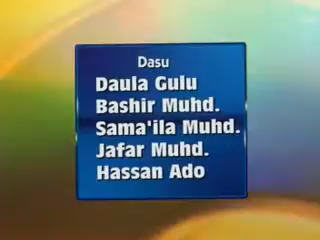 Dasu
Daula Gulu
Bashir Muhd.
Sama'ila Muhd.
Jafar Muhd.
Hassan Ado